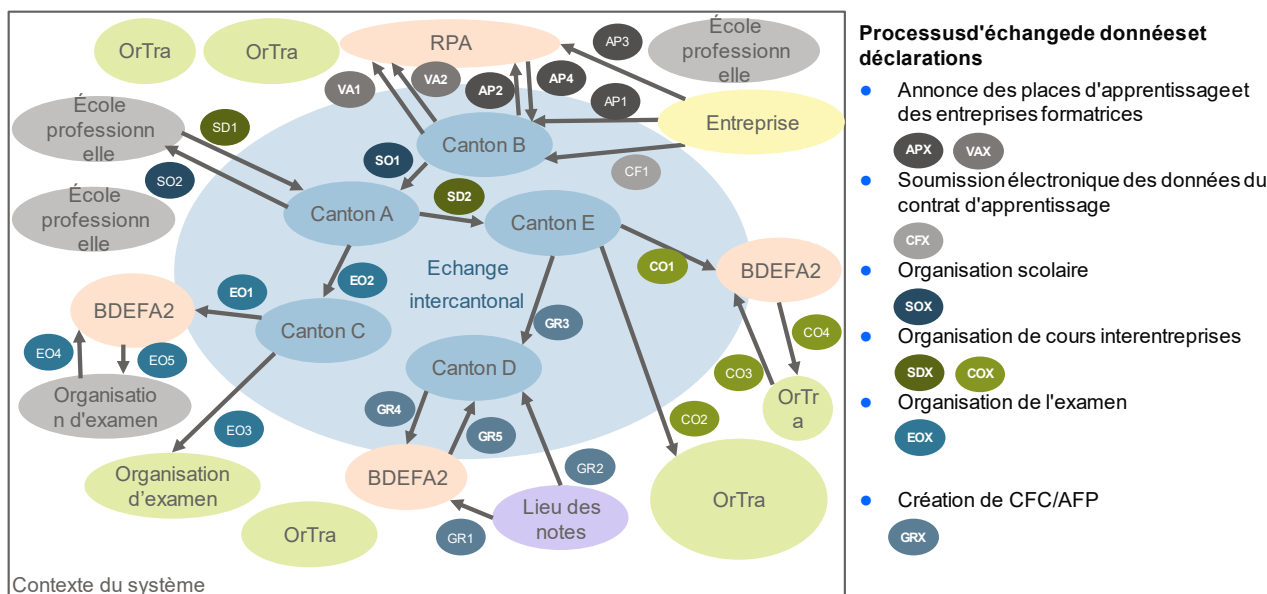 OrTra
OrTra
RPA
AP3
École
professionn
elle
VA1
VA2
AP2
AP4
AP1
École
professionn
elle
SD1
Entreprise
Canton B
SO1
CF1
SO2
SD2
École
professionn
elle
Canton A
Canton E
Echange
intercantonal
CO1
BDEFA2
EO2
EO1
BDEFA2
Canton C
GR3
CO4
EO4
EO5
Canton D
CO3
Organisatio
n d'examen
OrTr
a
GR4
GR5
CO2
EO3
Organisation
d'examen
BDEFA2
GR2
OrTra
Lieu des
notes
OrTra
GR1
Contexte du système
Processusd'échangede donnéeset
déclarations
Annonce des places d'apprentissageet
des entreprises formatrices
APX VAX
Soumission électronique des données du
contrat d'apprentissage
CFX
Organisation scolaire
SOX
Organisation de cours interentreprises
SDX COX
Organisation de l'examen
EOX
Création de CFC/AFP
GRX